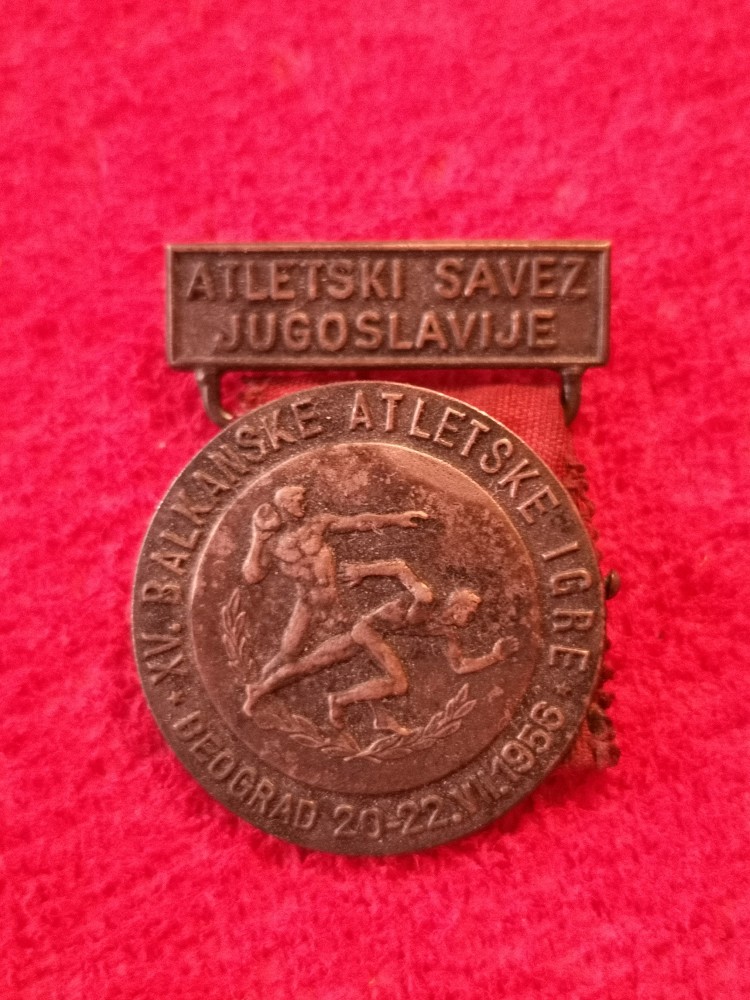 ATLETSKI SAVEZ
JUGOSLAVIJE
XV. BALKANSKE ATLETSKE IGRE
BEOGRAD 20-22.VI.1956